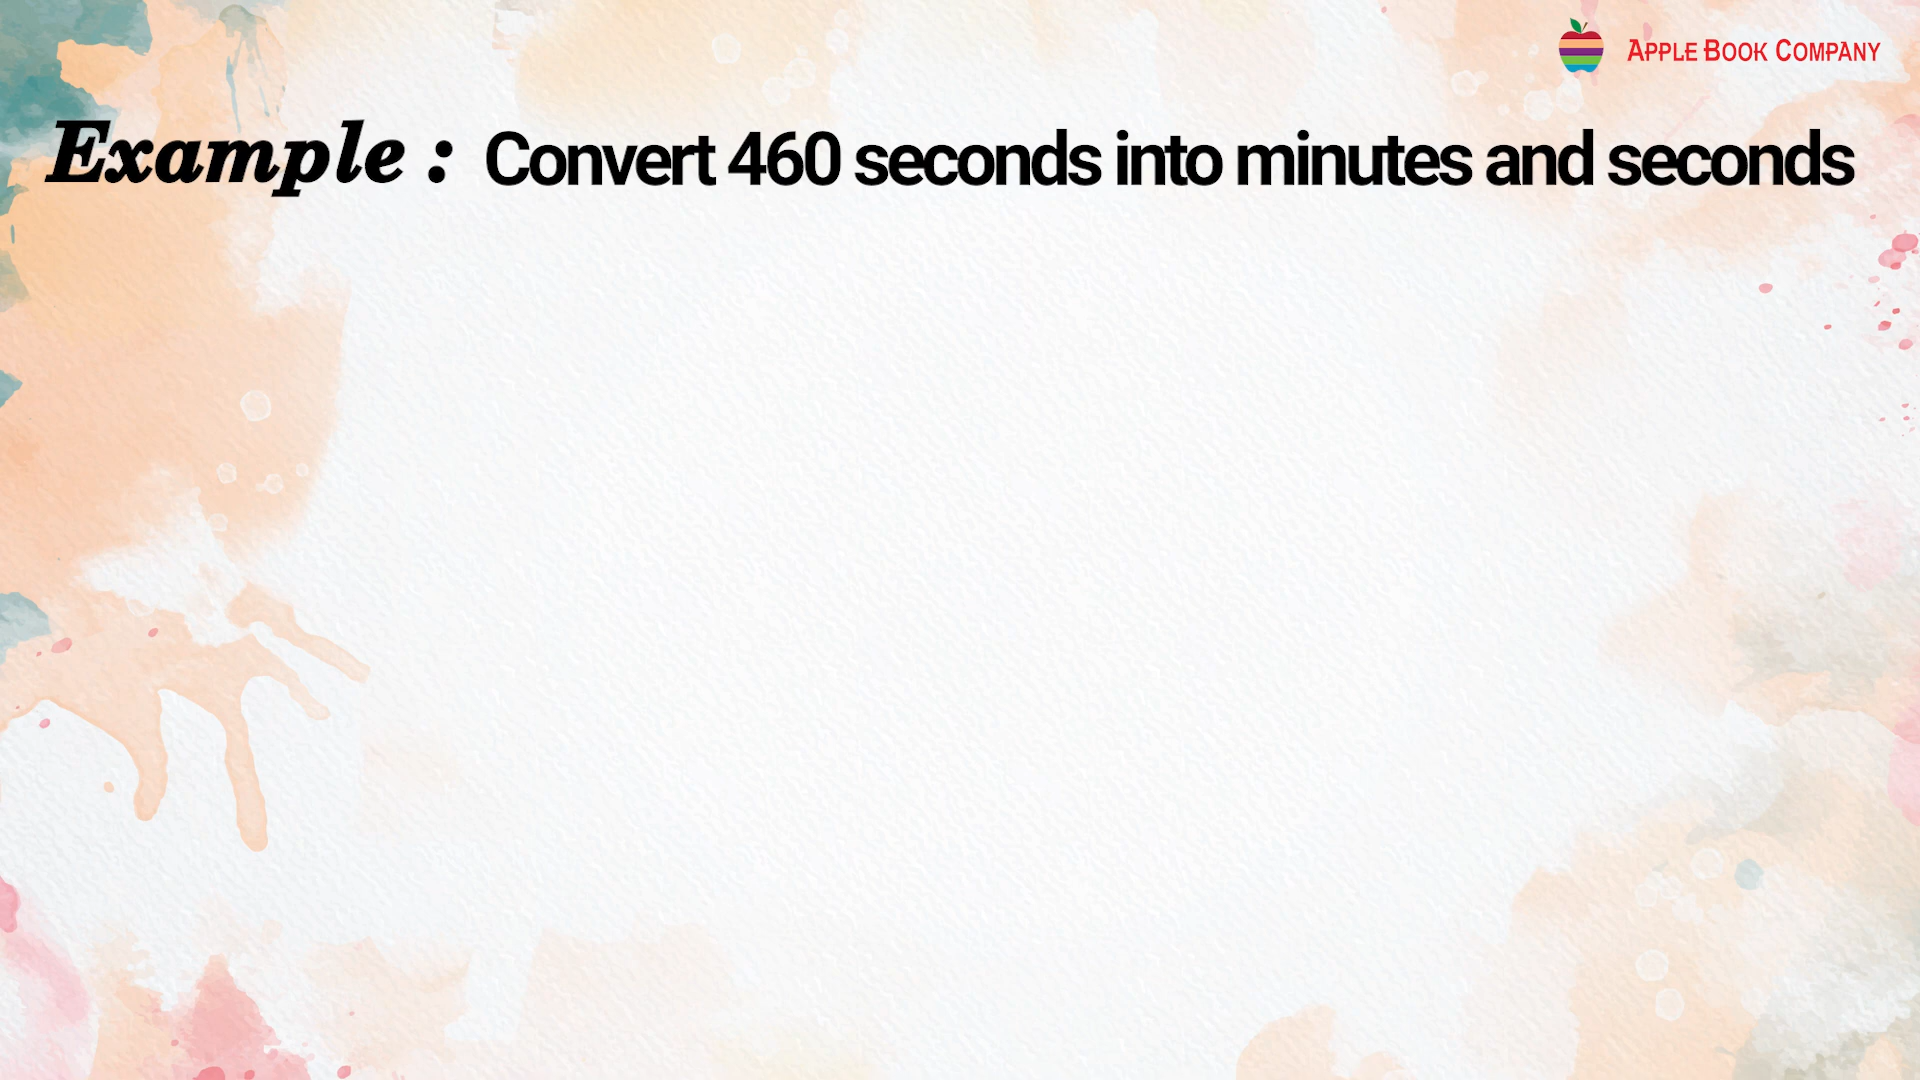 APPLE BOOK COMPANY
Example : Convert 460 seconds into minutes and seconds